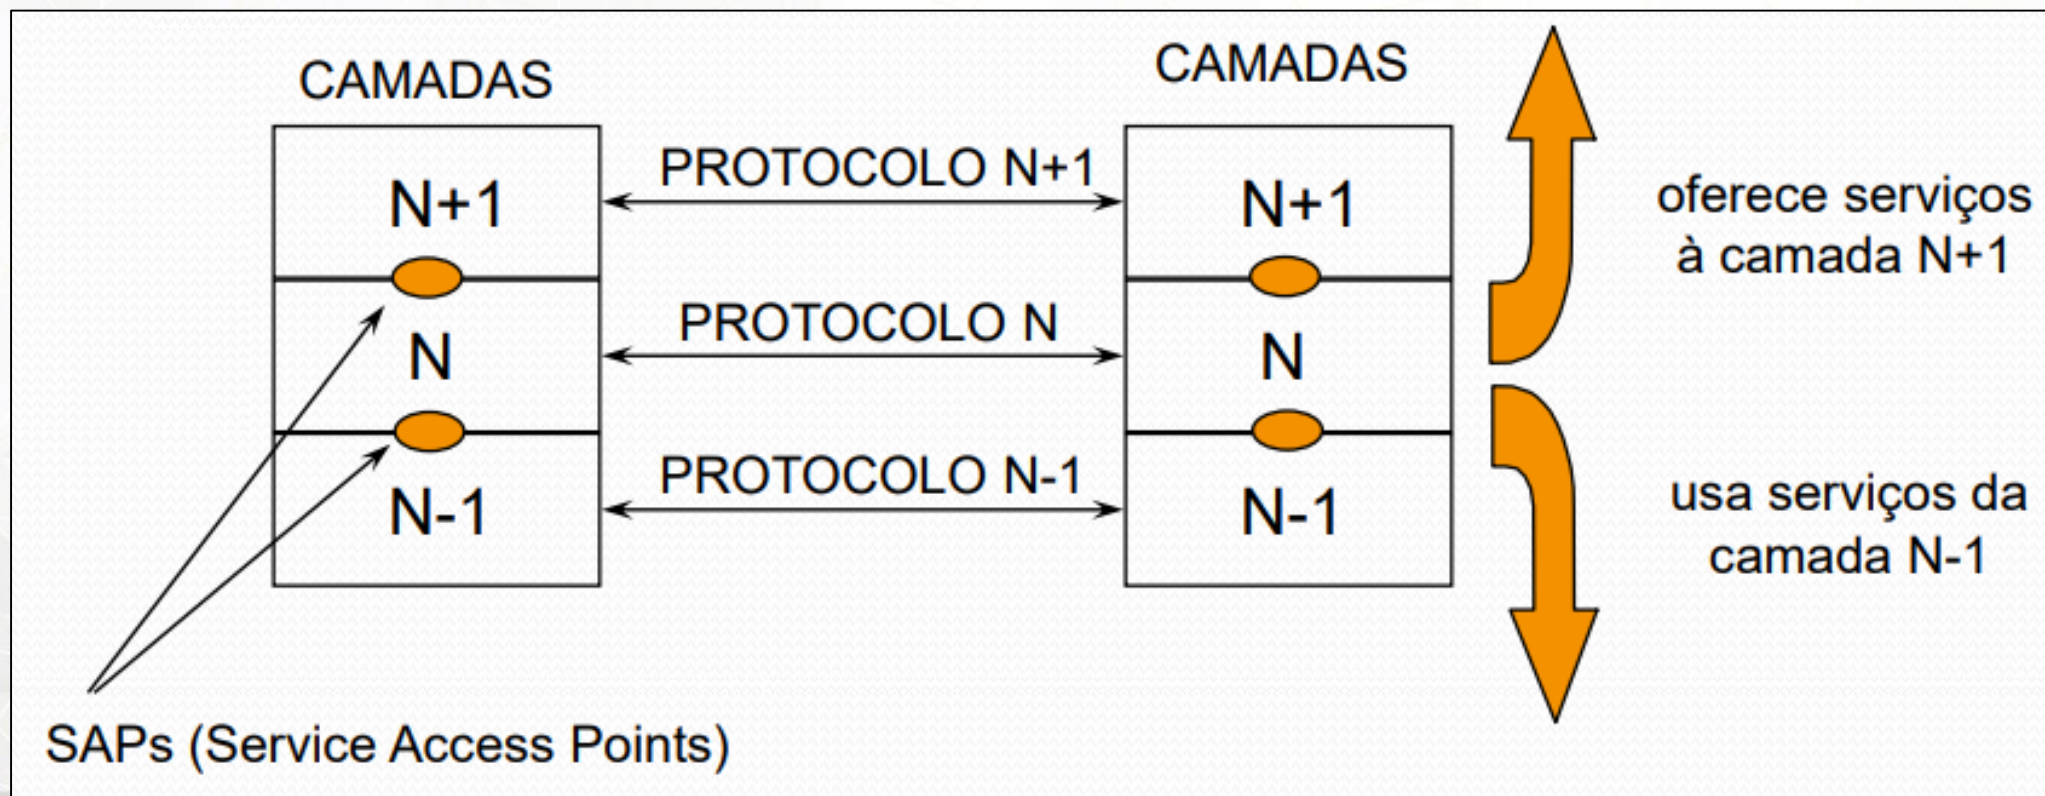 CAMADAS
CAMADAS
N+1
PROTOCOLO N+1
N+1
oferece serviços
à camada N+1
N
PROTOCOLO N
N
N-1
PROTOCOLO N-1
N-1
usa serviços da
camada N-1
SAPs (Service Access Points)